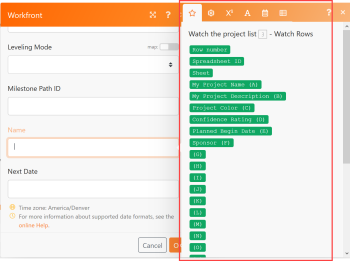 Workfront
Leveling Mode
map
Milestone Path ID
Name
Next Date
Time zone: America/Denver
For more information about supported date formats, see the
online Help.
Cancel
Watch the project list 1 - Watch Rows
Row number
Spreadsheet ID
Sheet
My Project Name (A)
My Project Description (B)
Project Color (C)
Confidence Rating (D)
Planned Begin Date (E)
Sponsor (F)
(G)
(H)
(I)
(J)
(K)
(L)
(M)
(N)
(O)